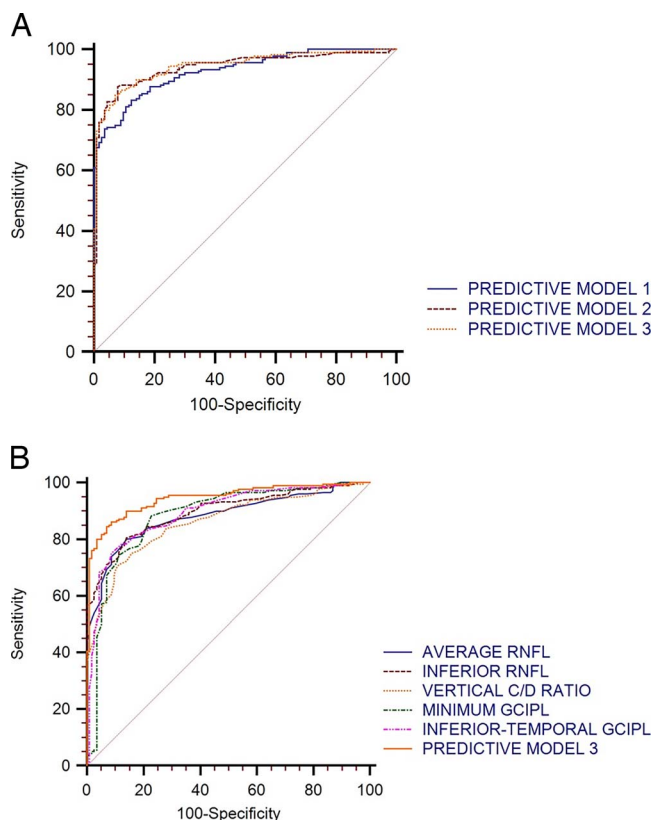 A
100
80
60
40
20
0
Sensitivity
0 20 40 60 80 100
100-Specificity
PREDICTIVE MODEL 1
PREDICTIVE MODEL 2
PREDICTIVE MODEL 3
B
100
80
60
40
20
0
Sensitivity
0 20 40 60 80 100
100-Specificity
AVERAGE RNFL
INFERIOR RNFL
VERTICAL C/D RATIO
MINIMUM GCIPL
INFERIOR-TEMPORAL GCIPL
PREDICTIVE MODEL 3